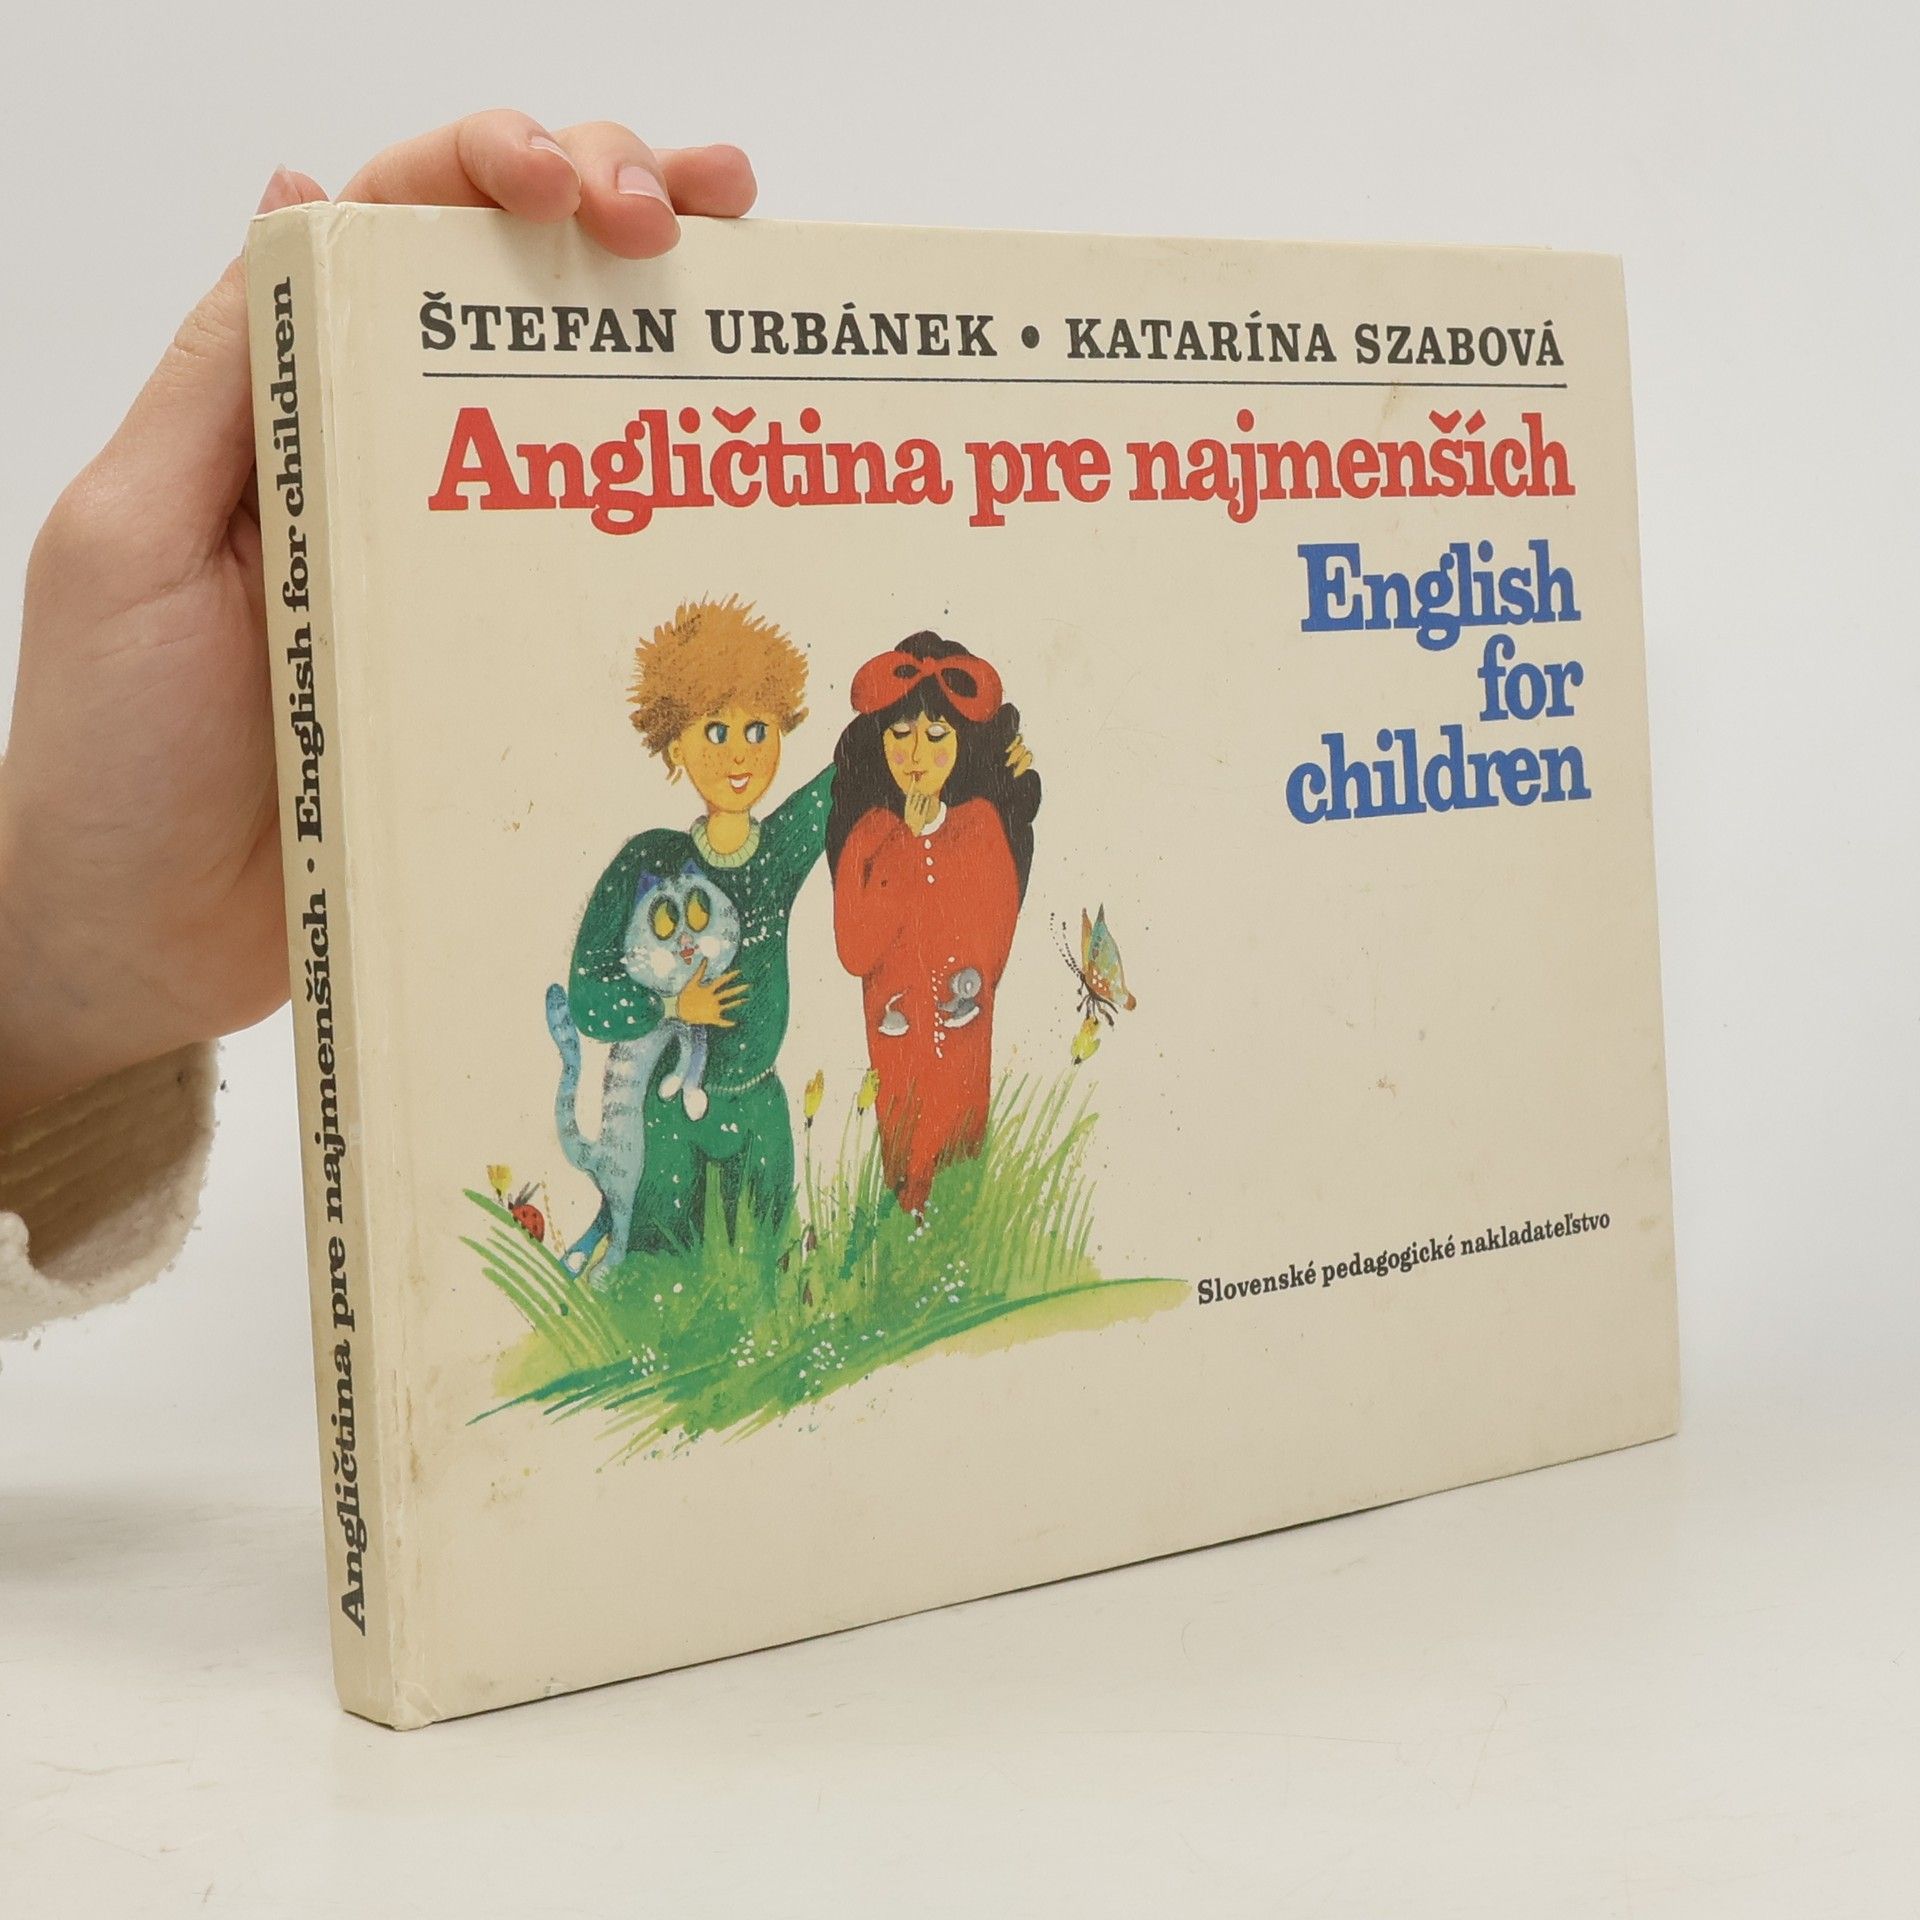 ŠTEFAN URBÁNEK • KATARÍNA SZABOVÁ
Angličtina pre najmenších
English
for
children
Slovenské pedagogické nakladateľstvo
Angličtina pre najmenších · English for children